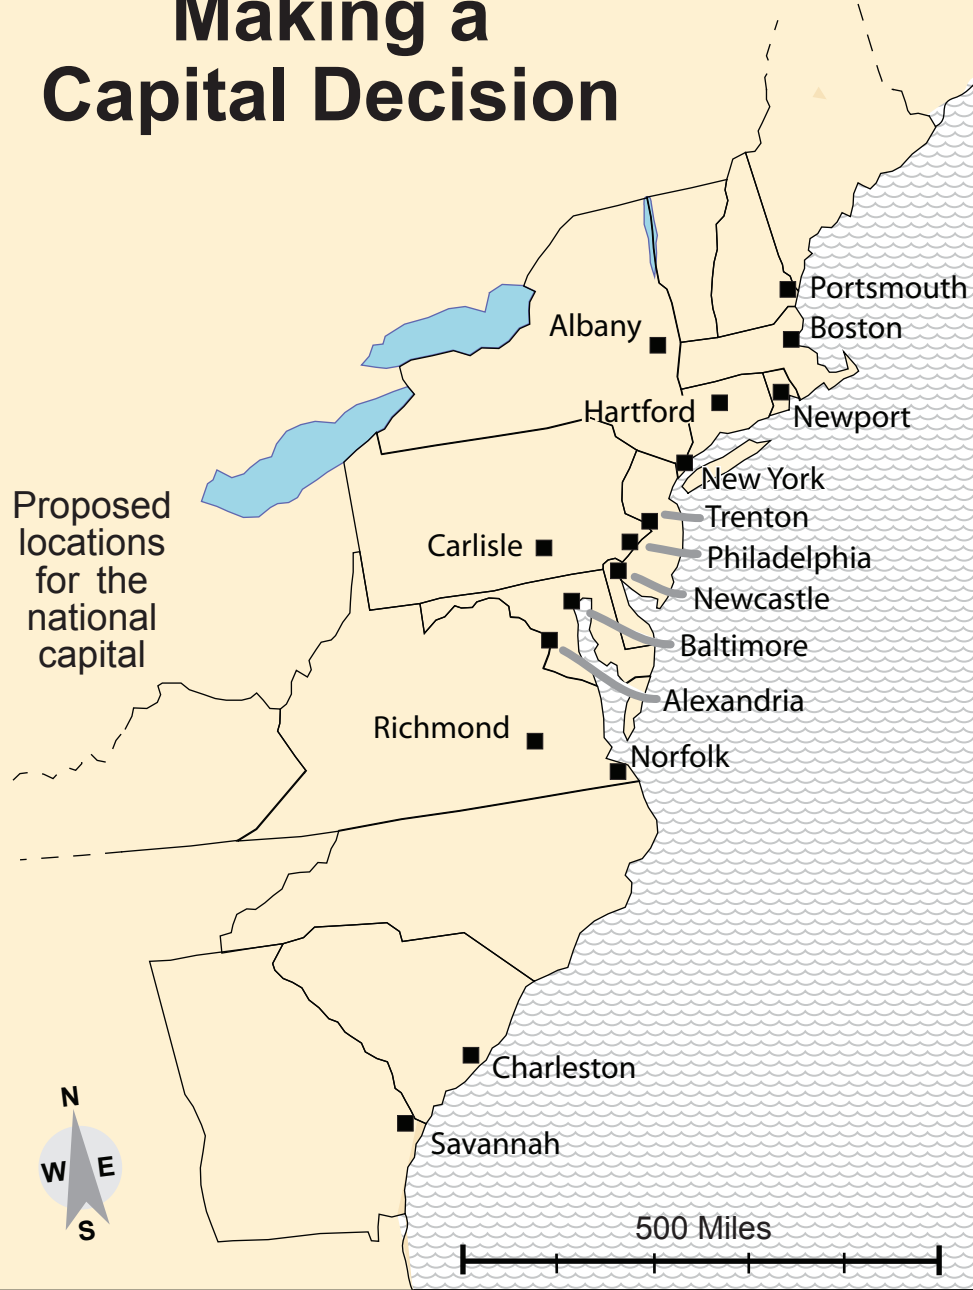 Making a
Capital Decision
Portsmouth
Albany
Boston
Hartford
Newport
New York
Proposed
locations
for the
national
capital
Trenton
Carlisle
Philadelphia
Newcastle
Baltimore
Alexandria
Richmond
Norfolk
Charleston
Savannah
N
W E
S
500 Miles